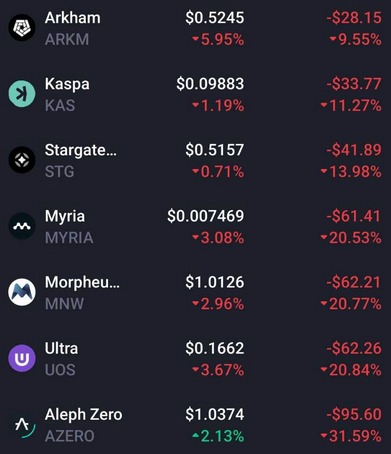 Arkham $0.5245 -$28.15
ARKM ▾5.95% ▾9.55%
Kaspa $0.09883 -$33.77
KAS ▾1.19% ▾11.27%
Stargate... $0.5157 -$41.89
STG ▾0.71% ▾13.98%
Myria $0.007469 -$61.41
MYRIA ▾3.08% ▾20.53%
Morpheu... $1.0126 -$62.21
MNW ▾2.96% ▾20.77%
Ultra $0.1662 -$62.26
UOS ▾3.67% ▾20.84%
Aleph Zero $1.0374 -$95.60
AZERO ▴2.13% ▾31.59%